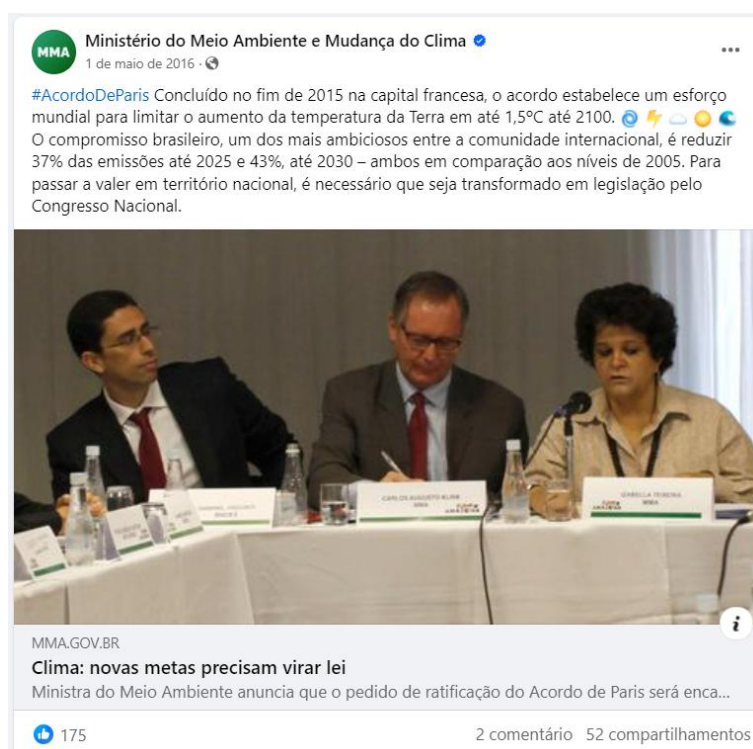 MMA
Ministério do Meio Ambiente e Mudança do Clima
1 de maio de 2016 ·
#AcordoDeParis Concluído no fim de 2015 na capital francesa, o acordo estabelece um esforço
mundial para limitar o aumento da temperatura da Terra em até 1,5ºC até 2100. 🌀⚡☁️🌕🌊
O compromisso brasileiro, um dos mais ambiciosos entre a comunidade internacional, é reduzir
37% das emissões até 2025 e 43%, até 2030 – ambos em comparação aos níveis de 2005. Para
passar a valer em território nacional, é necessário que seja transformado em legislação pelo
Congresso Nacional.
CARLOS AUGUSTO KLINK
MMA
IZABELLA TEIXEIRA
MMA
MMA.GOV.BR
Clima: novas metas precisam virar lei
Ministra do Meio Ambiente anuncia que o pedido de ratificação do Acordo de Paris será enca...
175
2 comentário 52 compartilhamentos